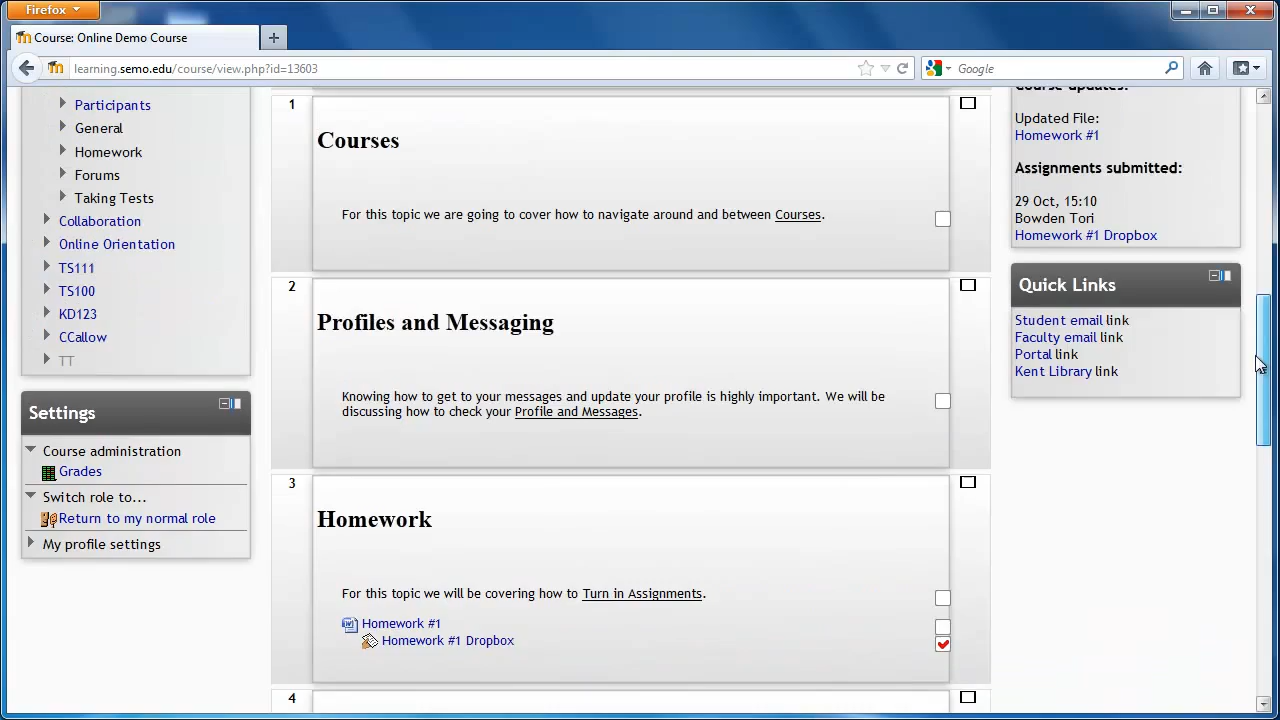 Firefox
Course: Online Demo Course
learning.semo.edu/course/view.php?id=13603
Google
Participants
General
Homework
Forums
Taking Tests
Collaboration
Online Orientation
TS111
TS100
KD123
CCallow
TT
Settings
Course administration
Grades
Switch role to...
Return to my normal role
My profile settings
1
Courses
For this topic we are going to cover how to navigate around and between Courses.
2
Profiles and Messaging
Knowing how to get to your messages and update your profile is highly important. We will be
discussing how to check your Profile and Messages.
3
Homework
For this topic we will be covering how to Turn in Assignments.
Homework #1
Homework #1 Dropbox
4
Course updates:
Updated File:
Homework #1
Assignments submitted:
29 Oct, 15:10
Bowden Tori
Homework #1 Dropbox
Quick Links
Student email link
Faculty email link
Portal link
Kent Library link